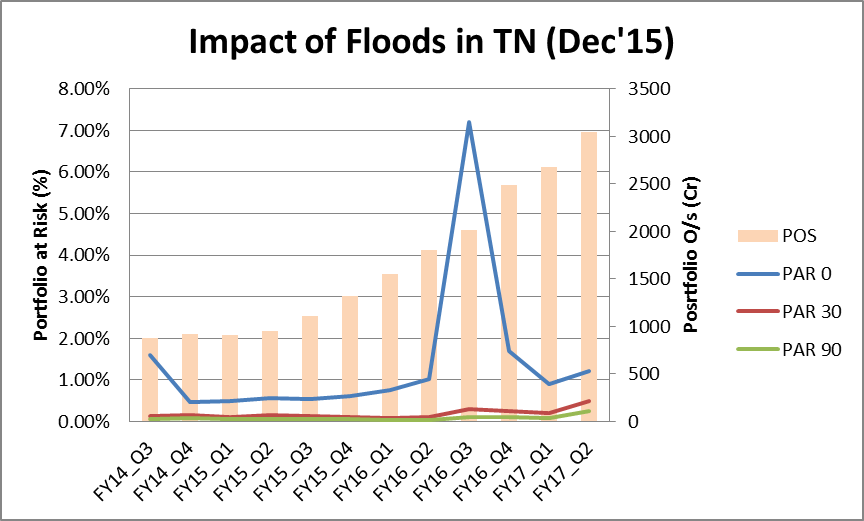 Impact of Floods in TN (Dec'15)
Portfolio at Risk (%)
8.00%
7.00%
6.00%
5.00%
4.00%
3.00%
2.00%
1.00%
0.00%
3500
3000
2500
2000
1500
1000
500
0
Posrtfolio O/s (Cr)
FY14_Q3
FY14_Q4
FY15_Q1
FY15_Q2
FY15_Q3
FY15_Q4
FY16_Q1
FY16_Q2
FY16_Q3
FY16_Q4
FY17_Q1
FY17_Q2
POS
PAR 0
PAR 30
PAR 90